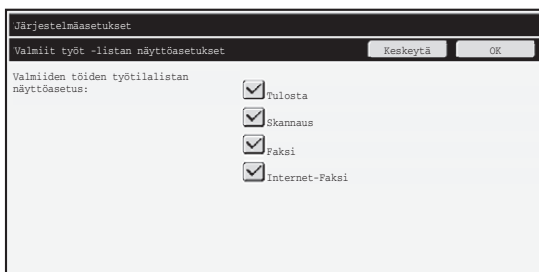 Järjestelmäasetukset
Valmiit työt -listan näyttöasetukset
Keskeytä
OK
Valmiiden töiden työtilalistan
näyttöasetus:
Tulosta
Skannaus
Faksi
Internet-Faksi